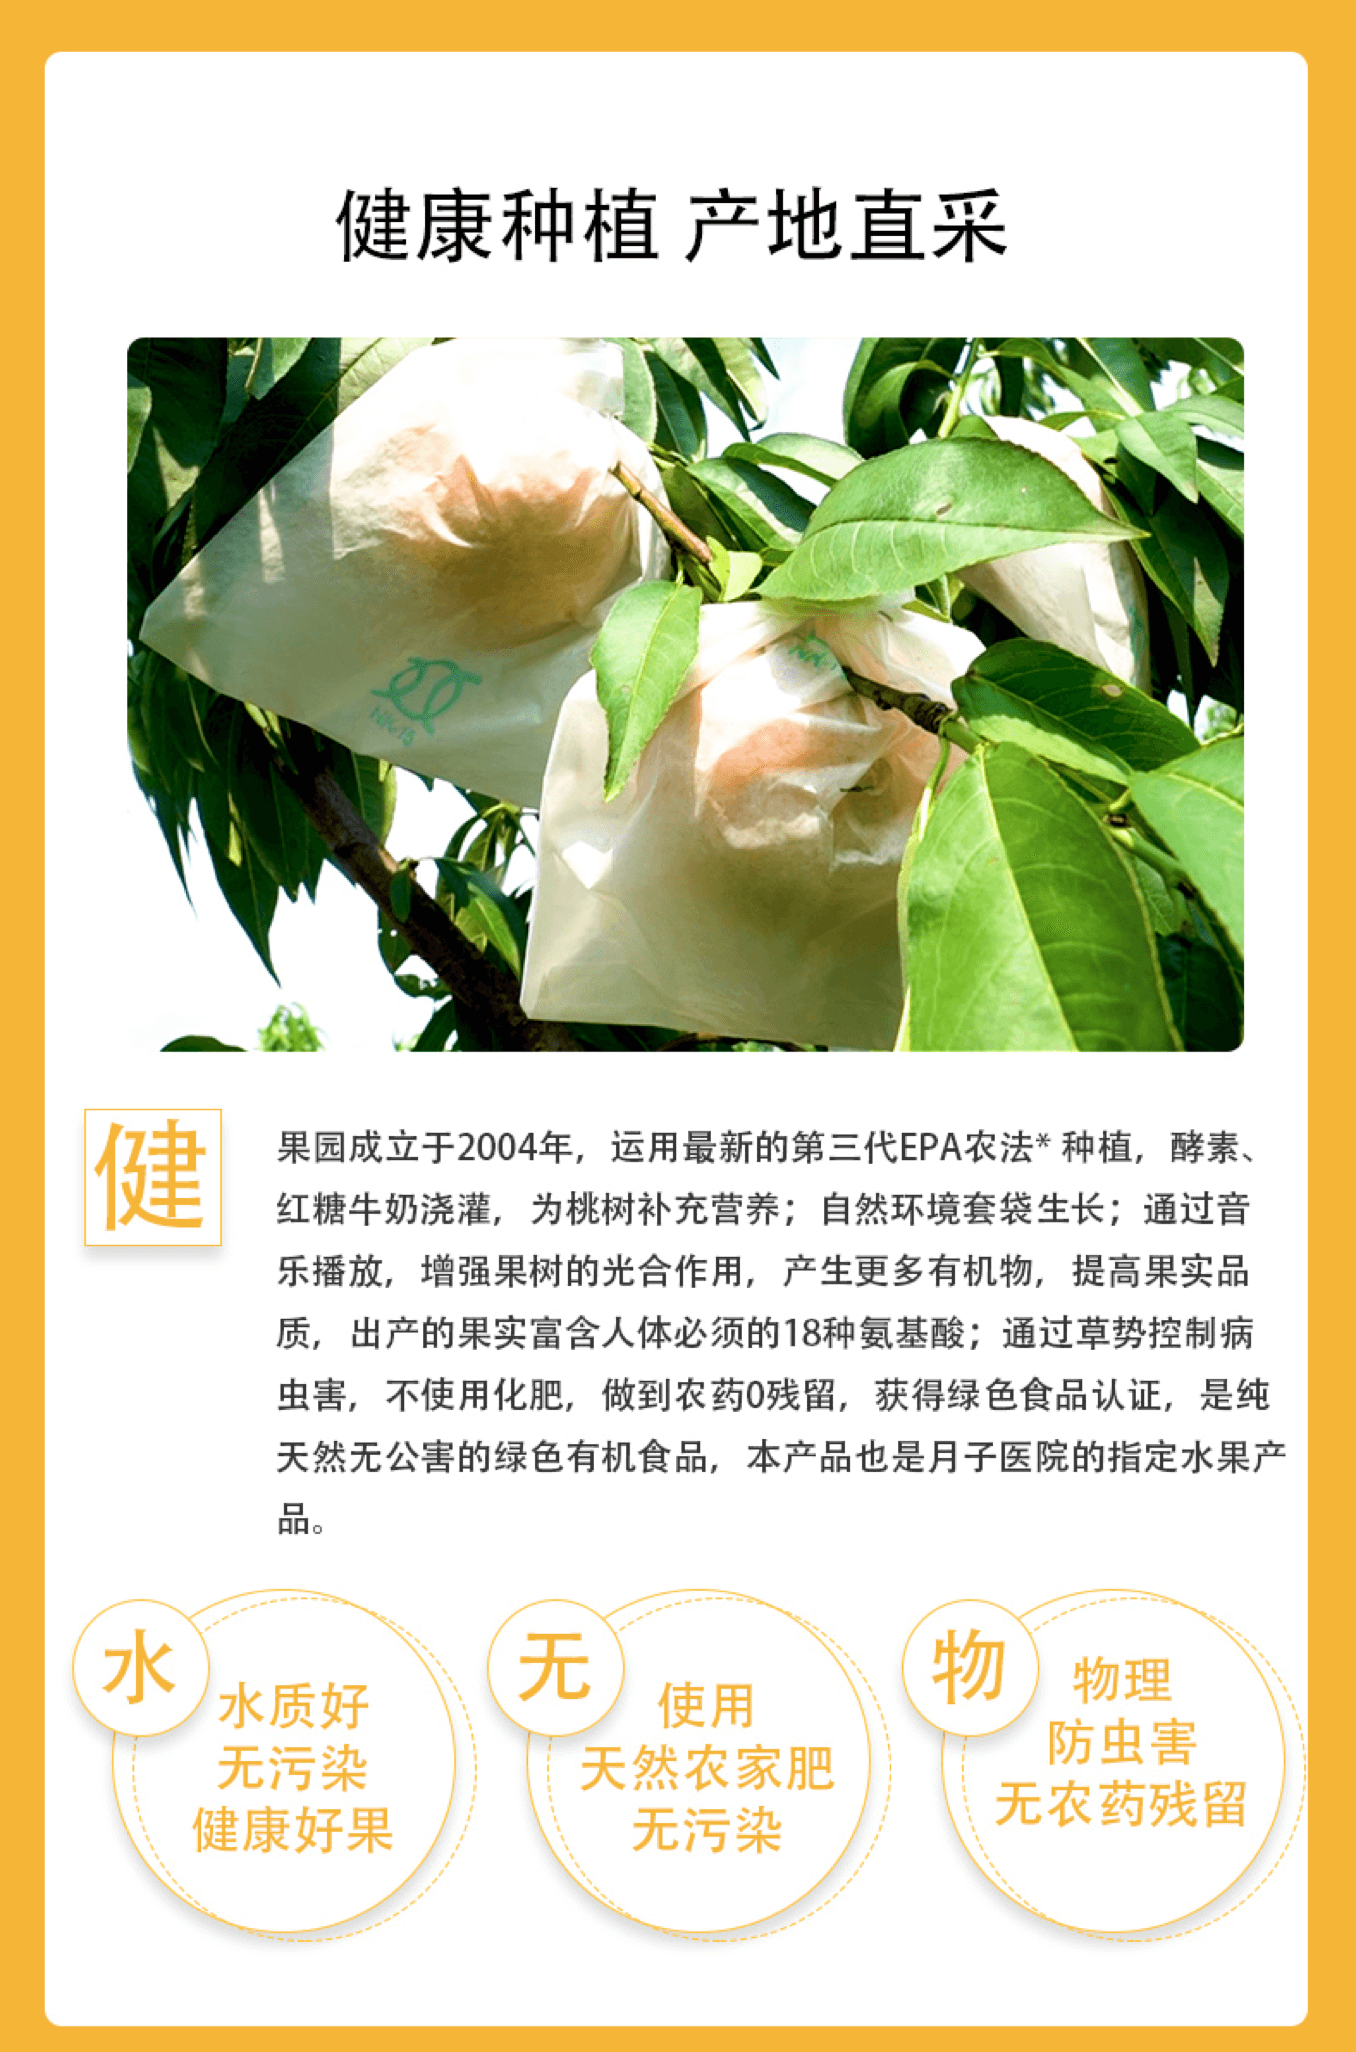 健康种植 产地直采
健
果园成立于2004年，运用最新的第三代EPA农法* 种植，酵素、
红糖牛奶浇灌，为桃树补充营养；自然环境套袋生长；通过音
乐播放，增强果树的光合作用，产生更多有机物，提高果实品
质，出产的果实富含人体必须的18种氨基酸；通过草势控制病
虫害，不使用化肥，做到农药0残留，获得绿色食品认证，是纯
天然无公害的绿色有机食品，本产品也是月子医院的指定水果产
品。
水
水质好
无污染
健康好果
无
使用
天然农家肥
无污染
物
物理
防虫害
无农药残留